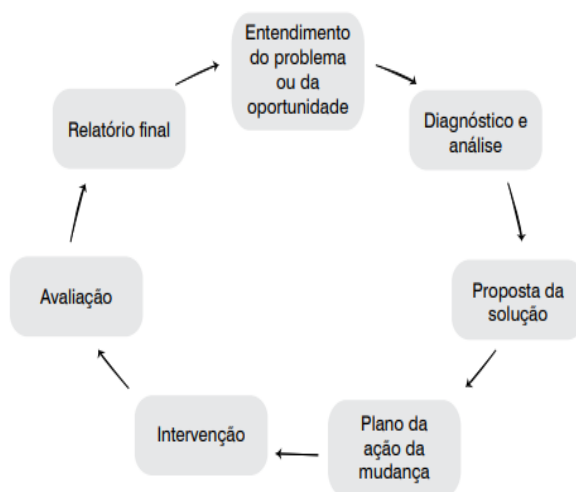 Entendimento
do problema
ou da
oportunidade
Diagnóstico e
análise
Proposta da
solução
Plano da
ação da
mudança
Intervenção
Avaliação
Relatório final